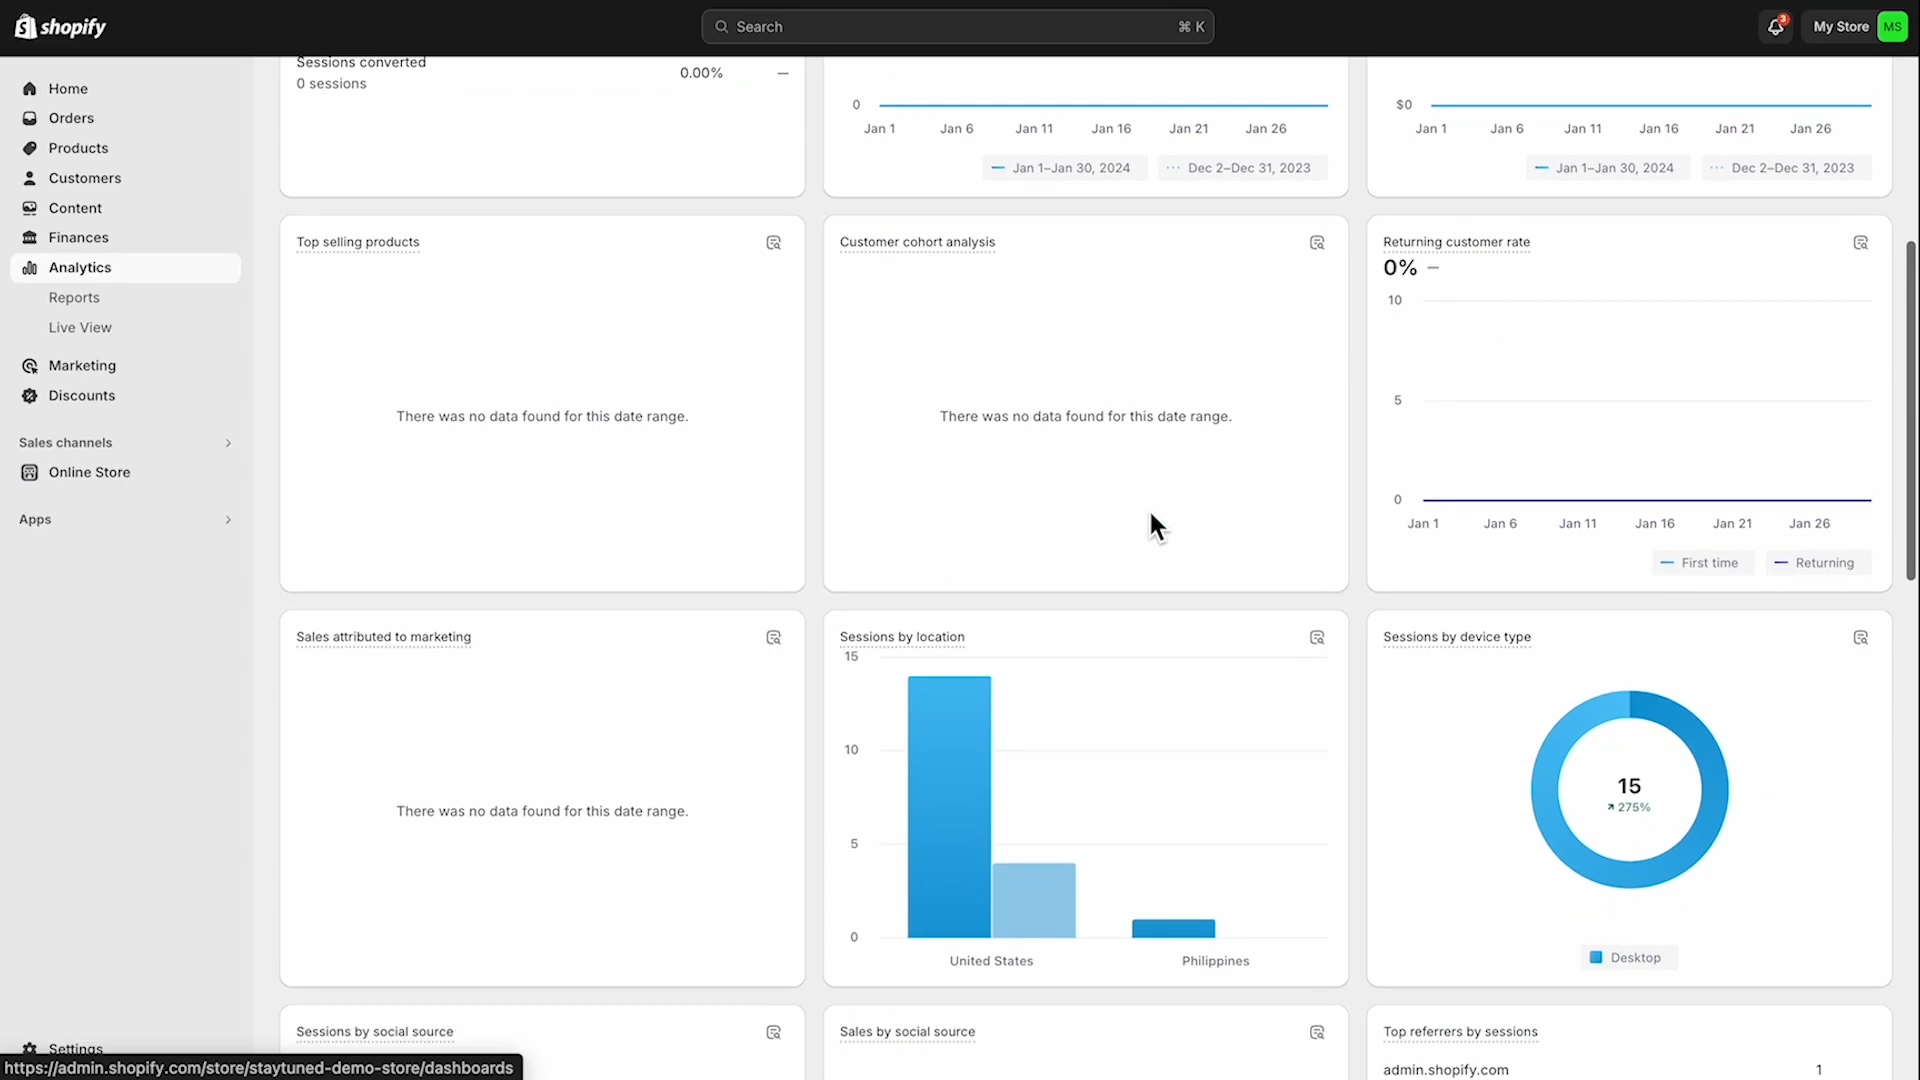 shopify
Search
⌘ K
3
My Store
MS
Home
Orders
Products
Customers
Content
Finances
Analytics
Reports
Live View
Marketing
Discounts
Sales channels
Online Store
Apps
Settings
Sessions converted
0 sessions
0.00%
—
0
Jan 1
Jan 6
Jan 11
Jan 16
Jan 21
Jan 26
Jan 1–Jan 30, 2024
Dec 2–Dec 31, 2023
$0
Jan 1
Jan 6
Jan 11
Jan 16
Jan 21
Jan 26
Jan 1–Jan 30, 2024
Dec 2–Dec 31, 2023
Top selling products
There was no data found for this date range.
Customer cohort analysis
There was no data found for this date range.
Returning customer rate
0% —
10
5
0
Jan 1
Jan 6
Jan 11
Jan 16
Jan 21
Jan 26
First time
Returning
Sales attributed to marketing
There was no data found for this date range.
Sessions by location
15
10
5
0
United States
Philippines
Sessions by device type
15
275%
Desktop
Sessions by social source
Sales by social source
Top referrers by sessions
admin.shopify.com
1
https://admin.shopify.com/store/staytuned-demo-store/dashboards